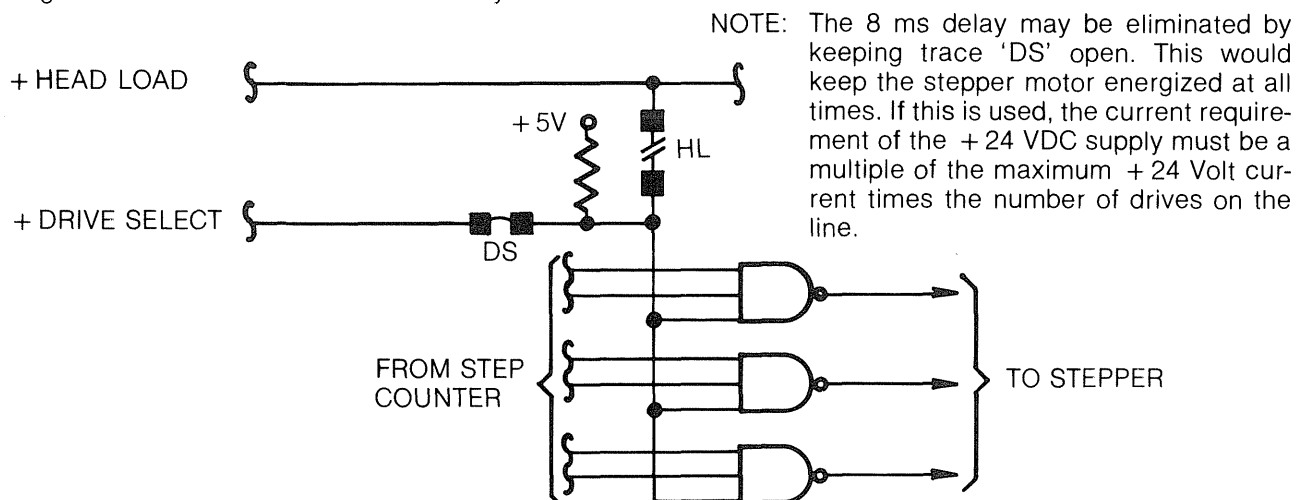 NOTE: The 8 ms delay may be eliminated by
keeping trace 'DS' open. This would
keep the stepper motor energized at all
times. If this is used, the current require-
ment of the + 24 VDC supply must be a
multiple of the maximum + 24 Volt cur-
rent times the number of drives on the
line.
+ HEAD LOAD
+ 5V
HL
+ DRIVE SELECT
DS
FROM STEP
COUNTER
TO STEPPER